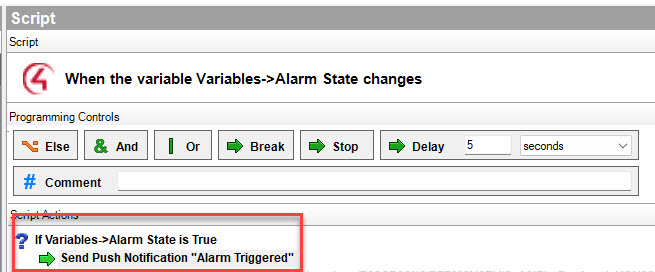 Script
Script
When the variable Variables->Alarm State changes
Programming Controls
Else And Or Break Stop Delay 5 seconds
# Comment
Script Actions
? If Variables->Alarm State is True
Send Push Notification "Alarm Triggered"